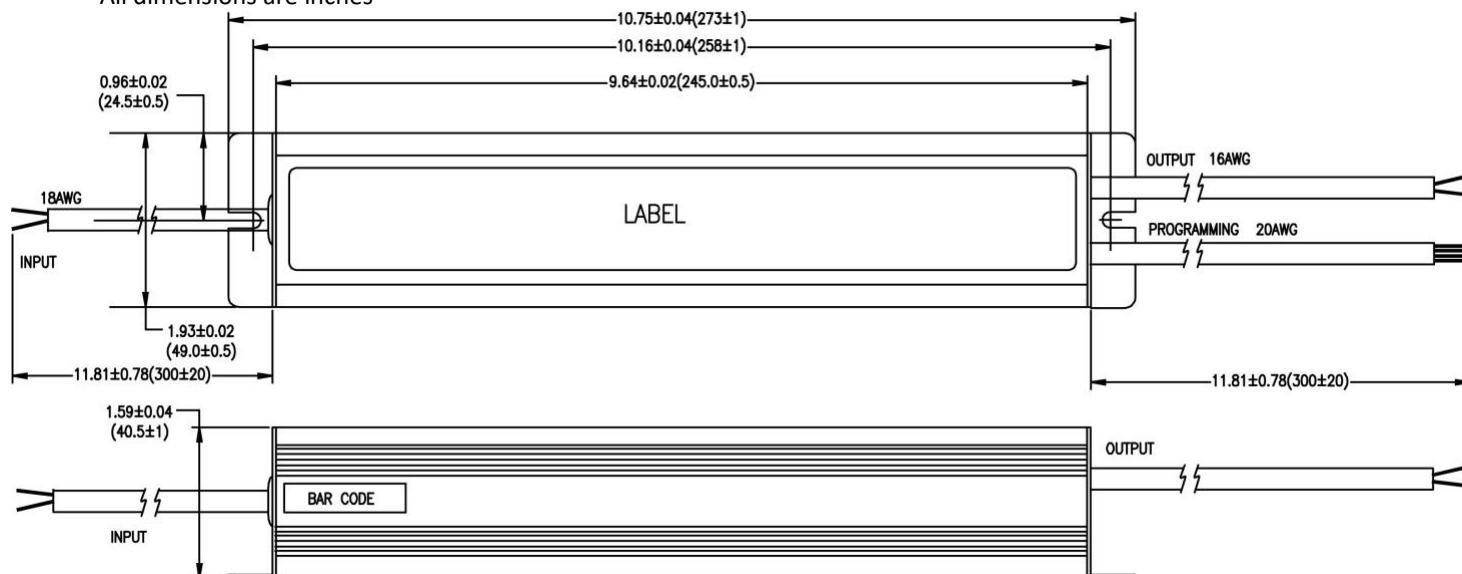 All dimensions are inches
10.75±0.04(273±1)
10.16±0.04(258±1)
9.64±0.02(245.0±0.5)
0.96±0.02
(24.5±0.5)
OUTPUT 16AWG
18AWG
LABEL
PROGRAMMING 20AWG
INPUT
1.93±0.02
(49.0±0.5)
11.81±0.78(300±20)
11.81±0.78(300±20)
1.59±0.04
(40.5±1)
OUTPUT
BAR CODE
INPUT